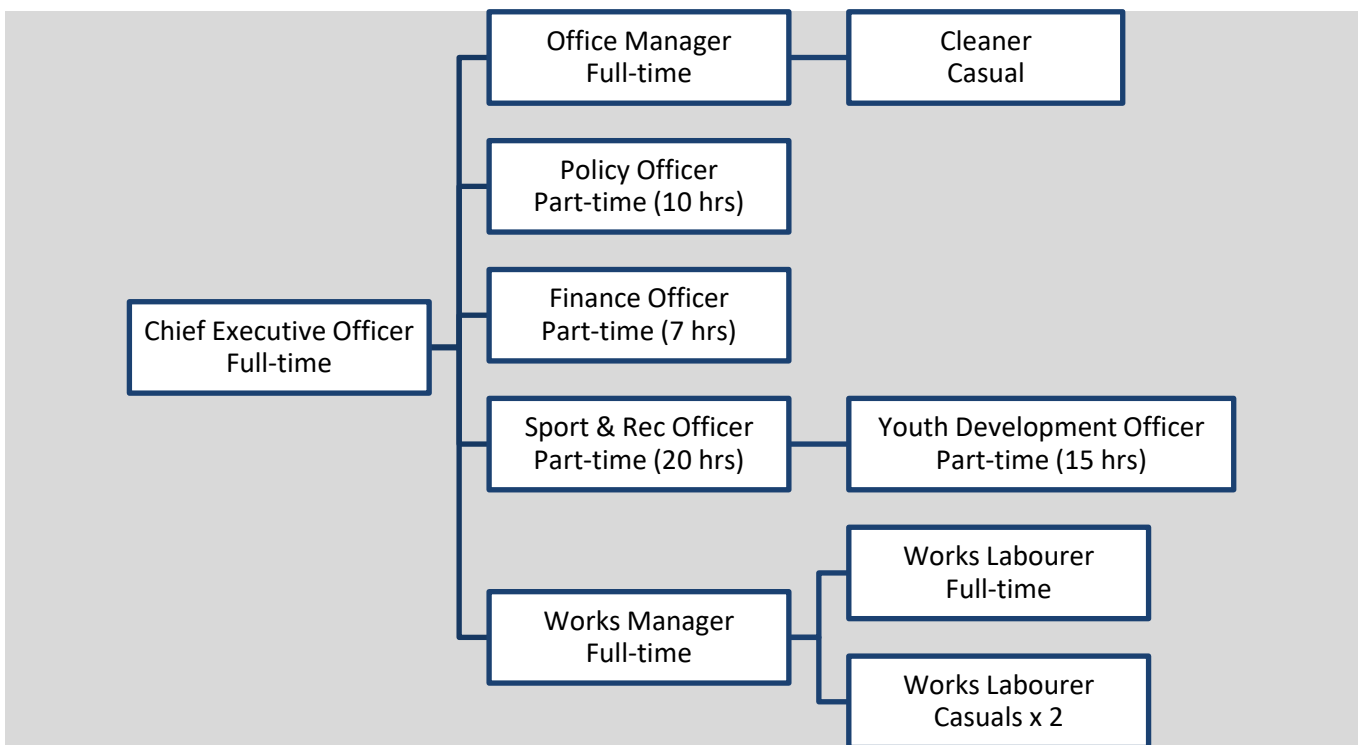 Office Manager
Full-time
Cleaner
Casual
Policy Officer
Part-time (10 hrs)
Finance Officer
Part-time (7 hrs)
Chief Executive Officer
Full-time
Sport & Rec Officer
Part-time (20 hrs)
Youth Development Officer
Part-time (15 hrs)
Works Labourer
Full-time
Works Manager
Full-time
Works Labourer
Casuals x 2